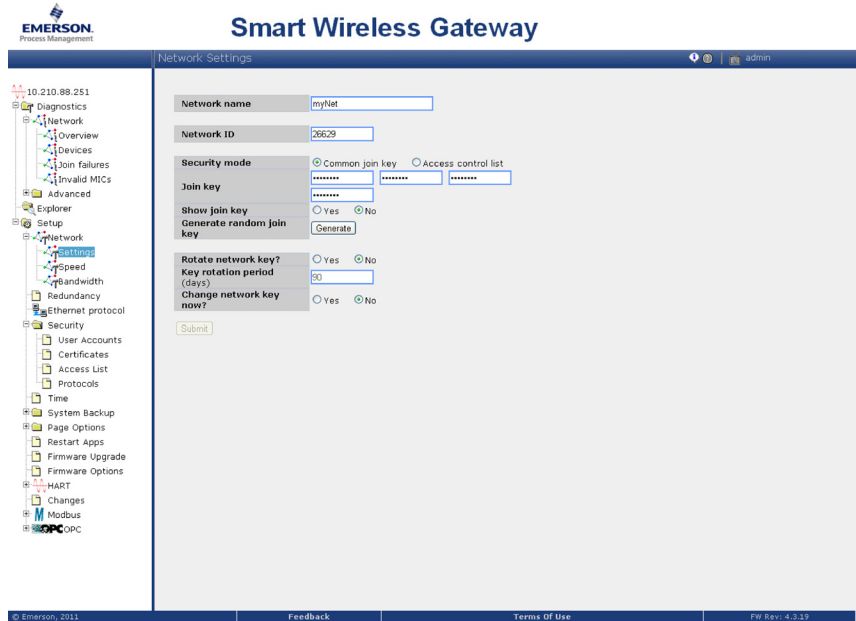 EMERSON.
Process Management
Smart Wireless Gateway
Network Settings
admin
10.210.88.251
Diagnostics
Network
Overview
Devices
Join failures
Invalid MICs
Advanced
Explorer
Setup
Network
Settings
Speed
Bandwidth
Redundancy
Ethernet protocol
Security
User Accounts
Certificates
Access List
Protocols
Time
System Backup
Page Options
Restart Apps
Firmware Upgrade
Firmware Options
HART
Changes
Modbus
OPC OPC
Network name myNet
Network ID 26629
Security mode Common join key Access control list
Join key •••••••• •••••••• ••••••••
••••••••
Show join key Yes No
Generate random join key Generate
Rotate network key? Yes No
Key rotation period (days) 90
Change network key now? Yes No
Submit
© Emerson, 2011 Feedback Terms Of Use FW Rev: 4.3.19